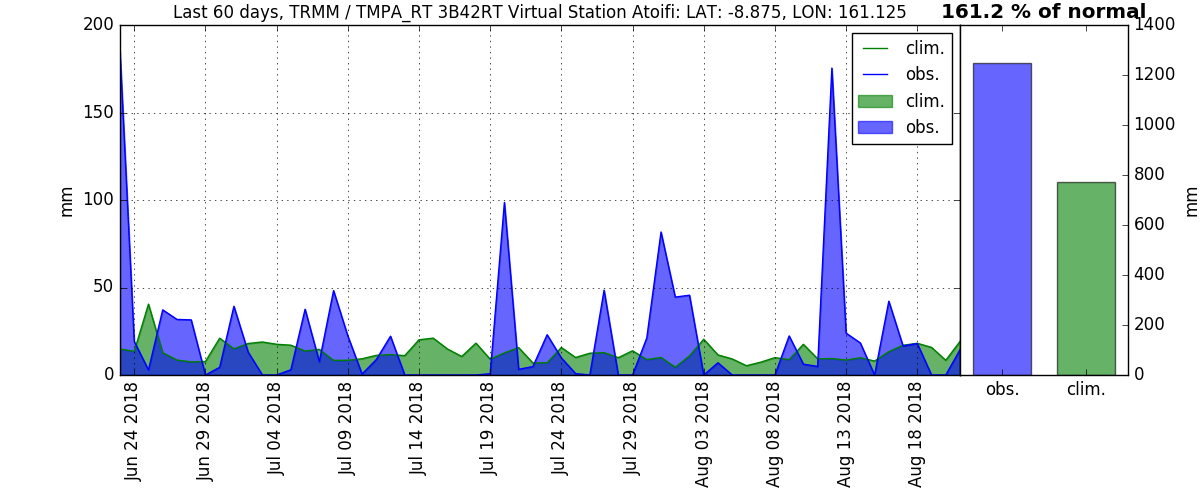 Last 60 days, TRMM / TMPA_RT 3B42RT Virtual Station Atoifi: LAT: -8.875, LON: 161.125
161.2 % of normal
clim.
obs.
clim.
obs.
200
150
100
50
0
mm
Jun 24 2018
Jun 29 2018
Jul 04 2018
Jul 09 2018
Jul 14 2018
Jul 19 2018
Jul 24 2018
Jul 29 2018
Aug 03 2018
Aug 08 2018
Aug 13 2018
Aug 18 2018
1400
1200
1000
800
600
400
200
0
mm
obs.
clim.